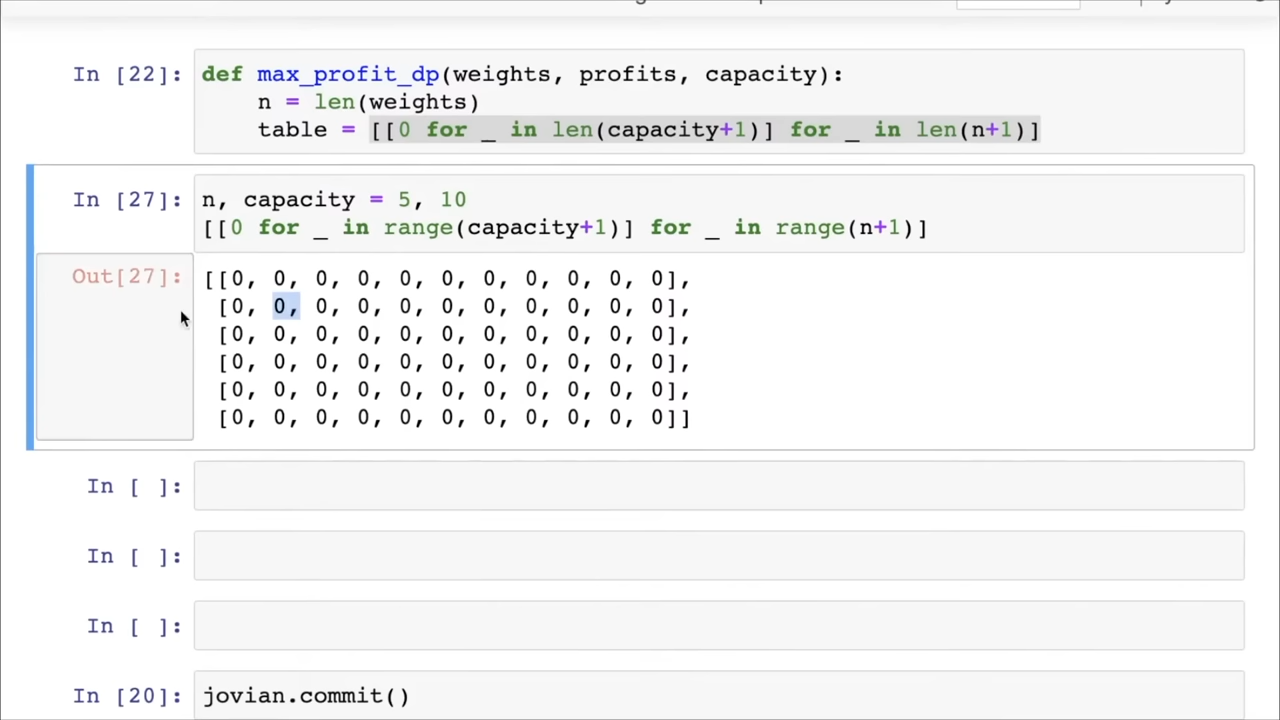 In [22]: def max_profit_dp(weights, profits, capacity):
n = len(weights)
table = [[0 for _ in len(capacity+1)] for _ in len(n+1)]
In [27]: n, capacity = 5, 10
[[0 for _ in range(capacity+1)] for _ in range(n+1)]
Out[27]: [[0, 0, 0, 0, 0, 0, 0, 0, 0, 0, 0],
[0, 0, 0, 0, 0, 0, 0, 0, 0, 0, 0],
[0, 0, 0, 0, 0, 0, 0, 0, 0, 0, 0],
[0, 0, 0, 0, 0, 0, 0, 0, 0, 0, 0],
[0, 0, 0, 0, 0, 0, 0, 0, 0, 0, 0],
[0, 0, 0, 0, 0, 0, 0, 0, 0, 0, 0]]
In [ ]:
In [ ]:
In [ ]:
In [20]: jovian.commit()